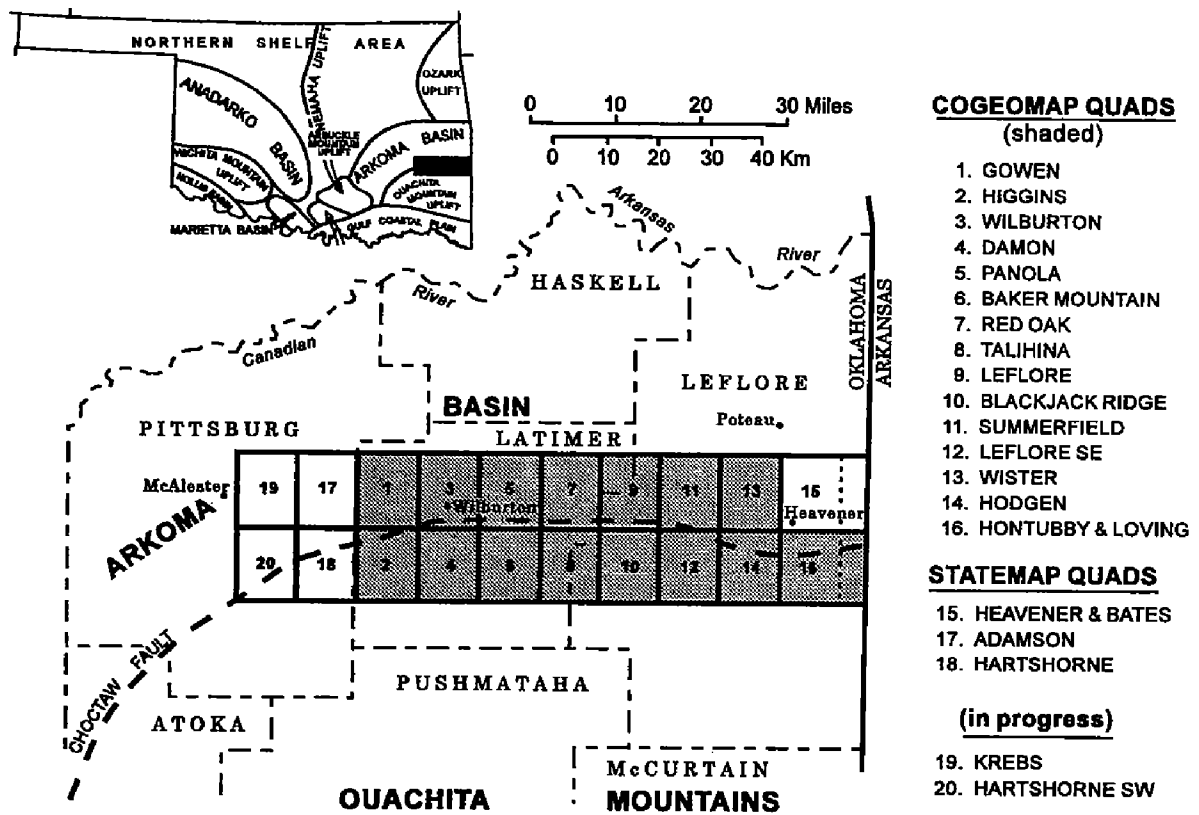 NORTHERN SHELF AREA
NEMAHA UPLIFT
OZARK
UPLIFT
ANADARKO
BASIN
ARBUCKLE
MOUNTAIN
UPLIFT
ARKOMA BASIN
WICHITA MOUNTAIN
UPLIFT
HOLLIS BASIN
OUACHITA
MOUNTAIN
UPLIFT
MARIETTA BASIN
GULF COASTAL PLAIN
0 10 20 30 Miles
0 10 20 30 40 Km
Arkansas
River
HASKELL
River
Canadian
OKLAHOMA
ARKANSAS
LEFLORE
BASIN
Poteau
PITTSBURG
LATIMER
McAlester
19 17 1 3 5 7 9 11 13 15
Wilburton
Heavener
ARKOMA
20 18 2 4 6 8 10 12 14 16
CHOCTAW FAULT
PUSHMATAHA
ATOKA
McCURTAIN
OUACHITA MOUNTAINS
COGEOMAP QUADS
(shaded)
1. GOWEN
2. HIGGINS
3. WILBURTON
4. DAMON
5. PANOLA
6. BAKER MOUNTAIN
7. RED OAK
8. TALIHINA
9. LEFLORE
10. BLACKJACK RIDGE
11. SUMMERFIELD
12. LEFLORE SE
13. WISTER
14. HODGEN
16. HONTUBBY & LOVING
STATEMAP QUADS
15. HEAVENER & BATES
17. ADAMSON
18. HARTSHORNE
(in progress)
19. KREBS
20. HARTSHORNE SW